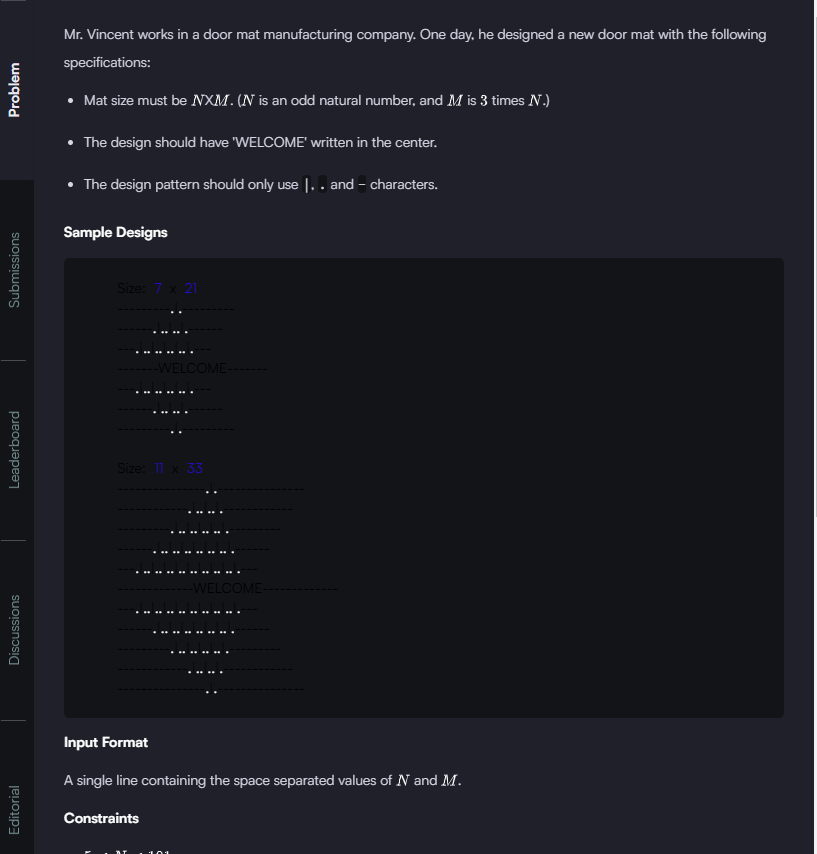 Problem
Submissions
Leaderboard
Discussions
Editorial
Mr. Vincent works in a door mat manufacturing company. One day, he designed a new door mat with the following
specifications:
• Mat size must be NXM. (N is an odd natural number, and M is 3 times N.)
• The design should have 'WELCOME' written in the center.
• The design pattern should only use |, . and - characters.
Sample Designs
Size: 7 x 21
---------.|.---------
------.|..|..|.------
---.|..|..|..|..|.---
-------WELCOME-------
---.|..|..|..|..|.---
------.|..|..|.------
---------.|.---------
Size: 11 x 33
---------------.|.---------------
------------.|..|..|.------------
---------.|..|..|..|..|.---------
------.|..|..|..|..|..|..|.------
---.|..|..|..|..|..|..|..|..|.---
-------------WELCOME-------------
---.|..|..|..|..|..|..|..|..|.---
------.|..|..|..|..|..|..|.------
---------.|..|..|..|..|.---------
------------.|..|..|.------------
---------------.|.---------------
Input Format
A single line containing the space separated values of N and M.
Constraints